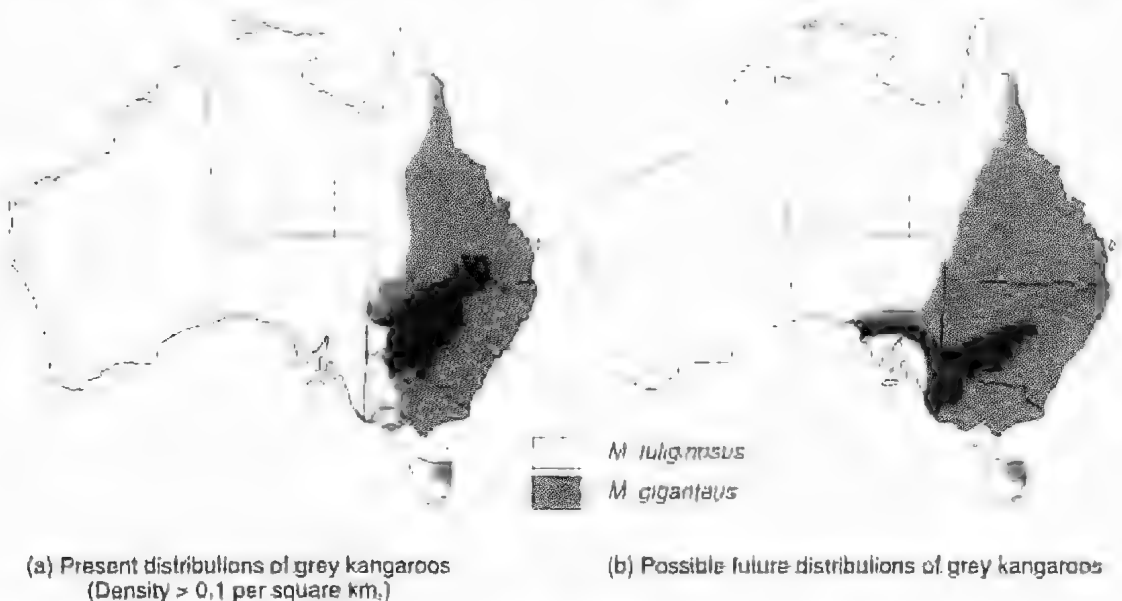 M fuliginosus
M giganteus
(a) Present distributions of grey kangaroos
(Density > 0.1 per square km.)
(b) Possible future distributions of grey kangaroos